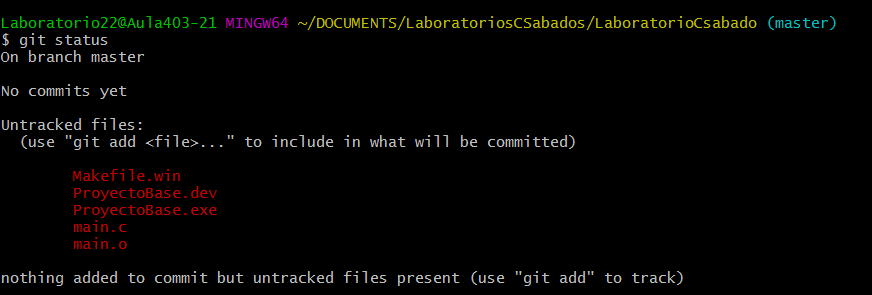 Laboratorio22@Aula403-21 MINGW64 ~/DOCUMENTS/LaboratoriosCSabados/LaboratorioCsabado (master)
$ git status
On branch master
No commits yet
Untracked files:
  (use "git add <file>..." to include in what will be committed)
        Makefile.win
        ProyectoBase.dev
        ProyectoBase.exe
        main.c
        main.o
nothing added to commit but untracked files present (use "git add" to track)